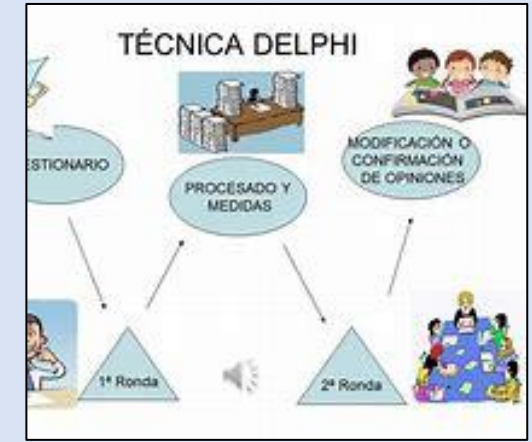 TÉCNICA DELPHI
ESTIONARIO
PROCESADO Y
MEDIDAS
MODIFICACIÓN O
CONFIRMACIÓN
DE OPINIONES
1ª Ronda
2ª Ronda